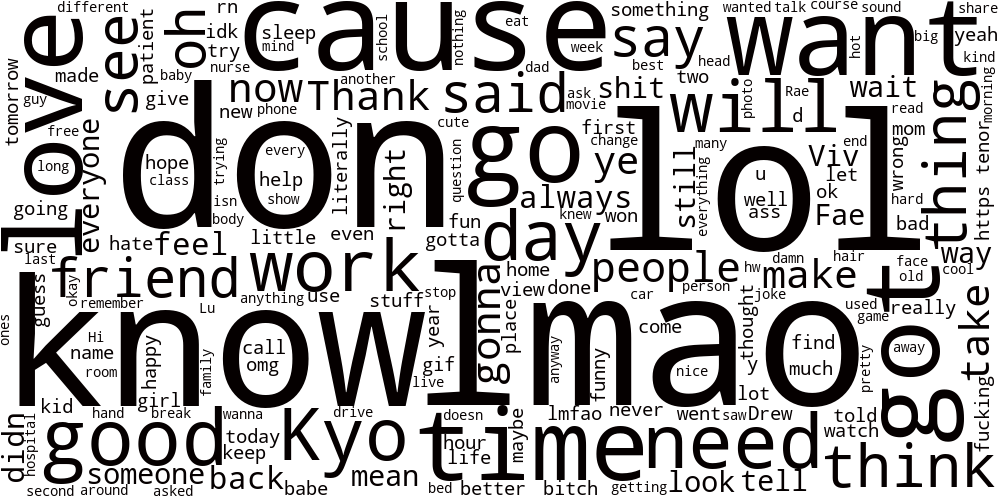 different
rn
oh
cause
something
wanted talk course sound
share
love
see
patient
idk
sleep
mind
school
nothing
eat
say
want
big
yeah
try
week
dad
best
head
hot
kind
tomorrow
made
nurse
baby
now
Thank
another
said
ask
movie
shit
two
will
photo
Rae
d
wait
thing
morning
guy
give
new
phone
cute
read
free
everyone
don
go
first
change
lol
many
end
mom
long
hope
class
trying
every
help
show
literally
right
question
ye
still
everything
u
well
ass
Viv
let
ok
wrong
hard
https tenor
going
isn
body
always
knew
won
Fae
bad
sure
hate
feel
little
even
fun
gotta
day
way
last
friend
work
home
people
hw
damn
make
hair
face
old
cool
guess
okay
remember
anything
use
stuff
stop
gonna
view
done
car
person
joke
used
game
got
really
take
ones
know
Lu
lmao
Hi
name
room
happy
family
call
omg
year
gif
live
place
anyway
funny
come
nice
thought
y
find
much
pretty
away
fucking
kid
hand
girl
break
wanna
drive
doesn
maybe
lmfao
never
went
saw
lot
Drew
told
watch
didn
hospital
good
today
keep
Kyo
time
hour
life
need
think
someone
back
mean
look
tell
second
around
asked
babe
bed
better
bitch
getting